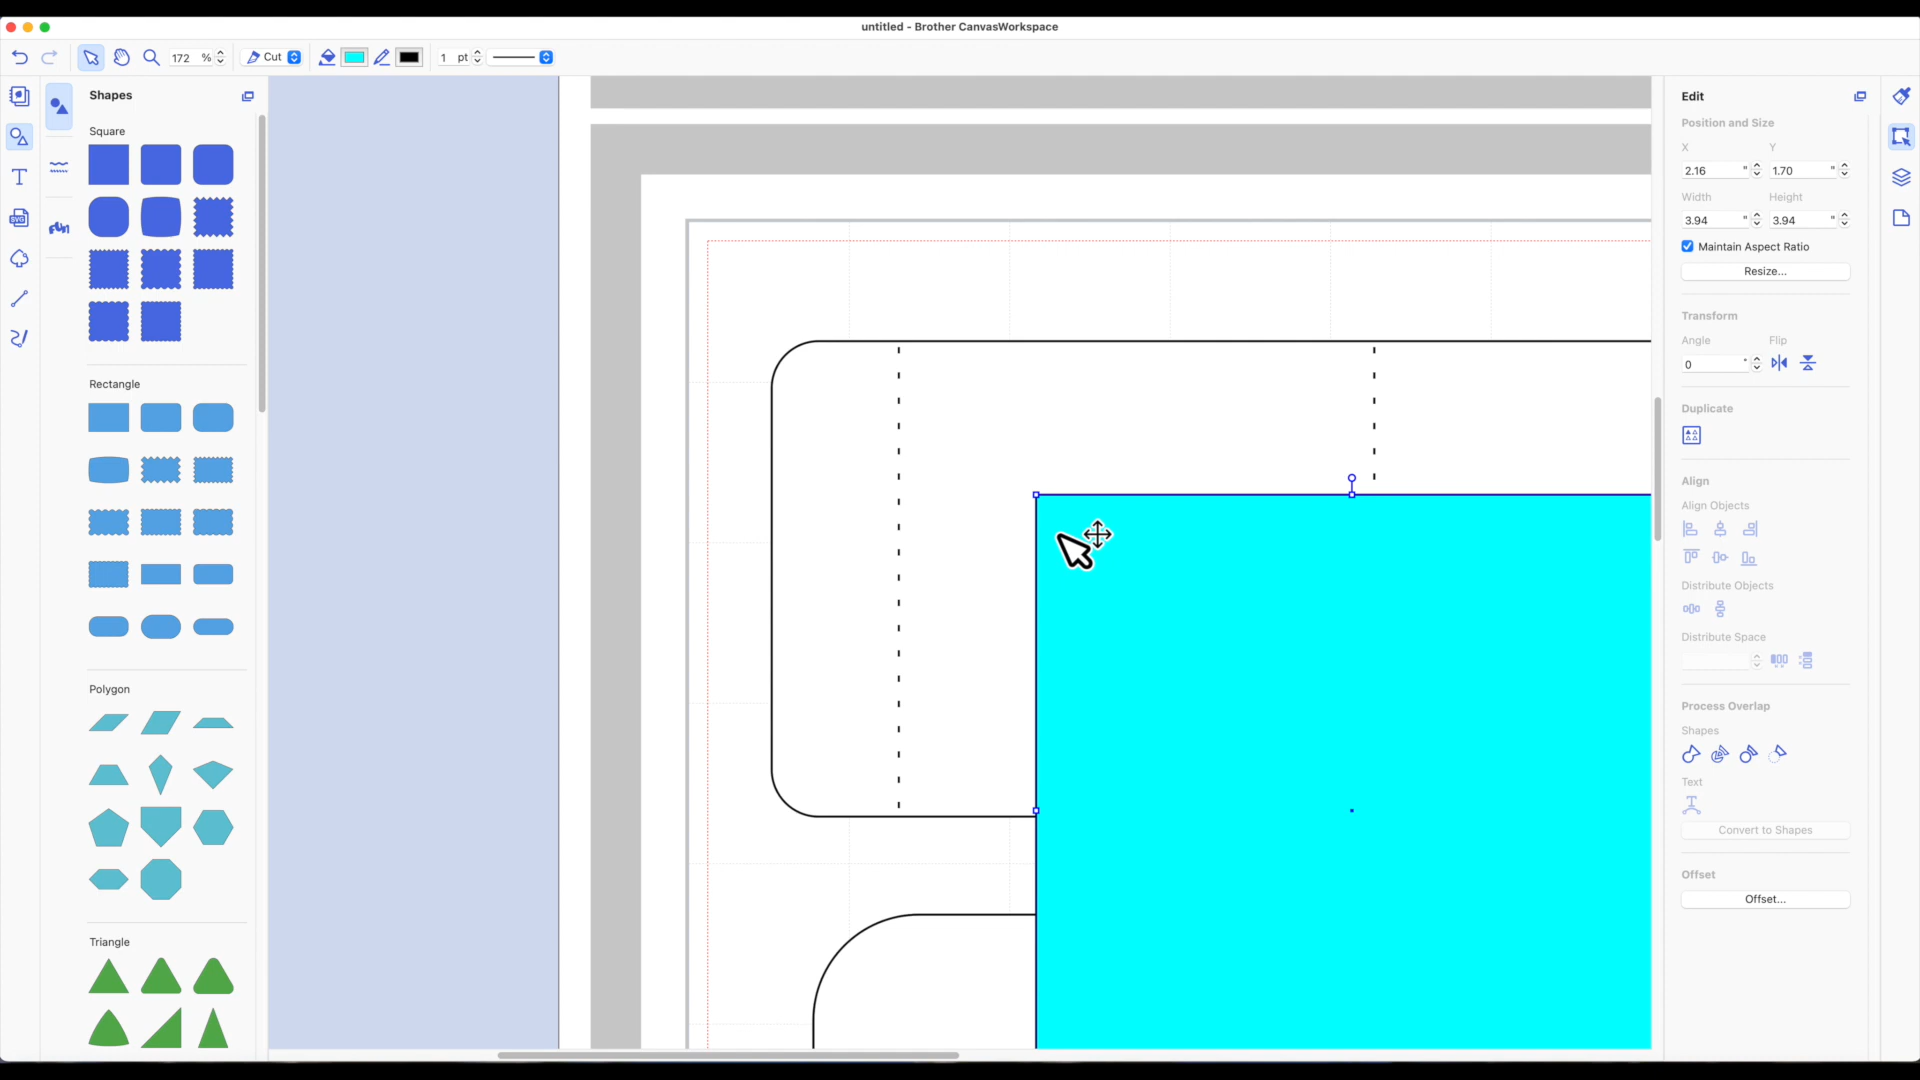 untitled - Brother CanvasWorkspace
172 % Cut 1 pt
Shapes
Square
Rectangle
Polygon
Triangle
T
SVG
fun
Edit
Position and Size
X Y
2.16 " 1.70 "
Width Height
3.94 " 3.94 "
Maintain Aspect Ratio
Resize...
Transform
Angle Flip
0 °
Duplicate
Align
Align Objects
Distribute Objects
Distribute Space
Process Overlap
Shapes
Text
Convert to Shapes
Offset
Offset...